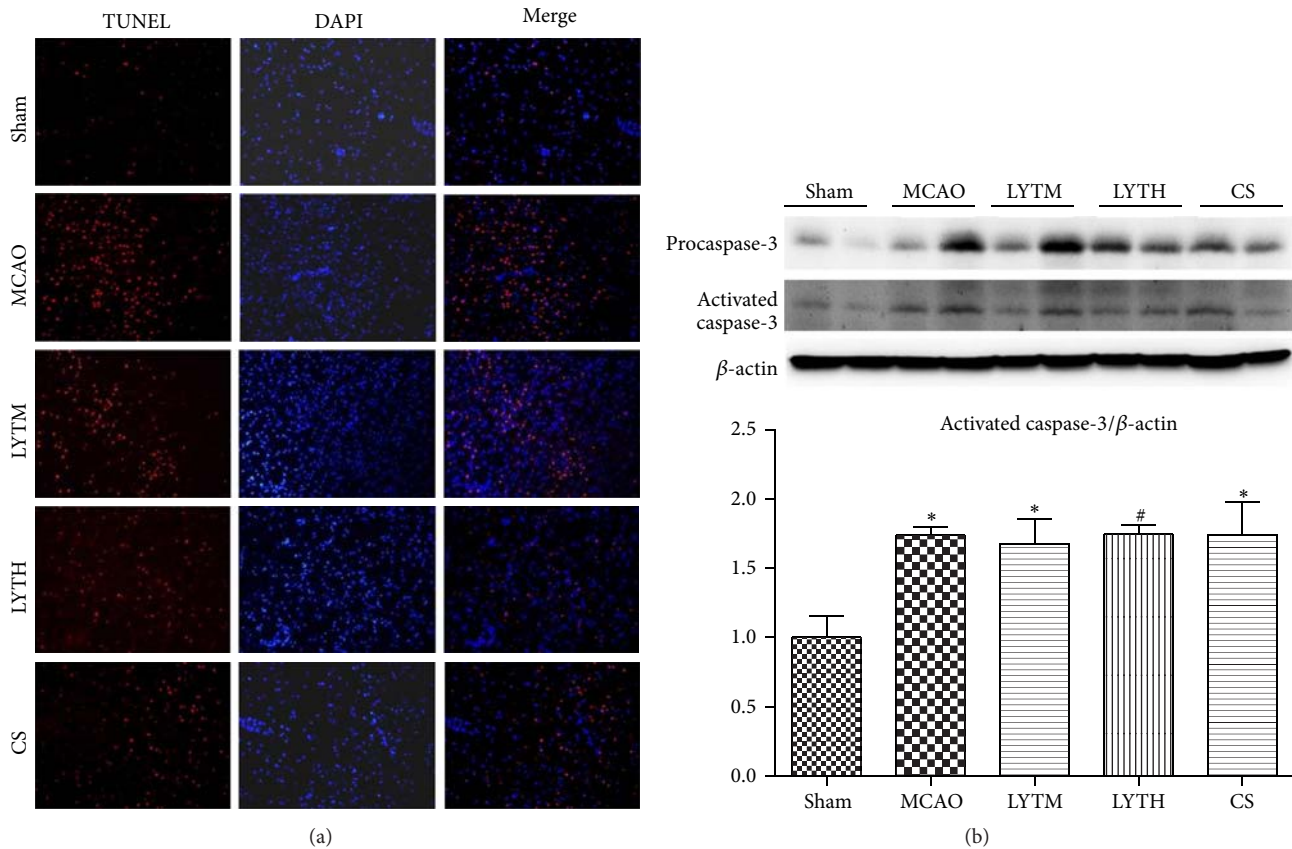 TUNEL DAPI Merge
Sham
MCAO
LYTM
LYTH
CS
(a)
Sham MCAO LYTM LYTH CS
Procaspase-3
Activated
caspase-3
β-actin
Activated caspase-3/β-actin
2.5
2.0
1.5
1.0
0.5
0.0
* * # *
Sham MCAO LYTM LYTH CS
(b)